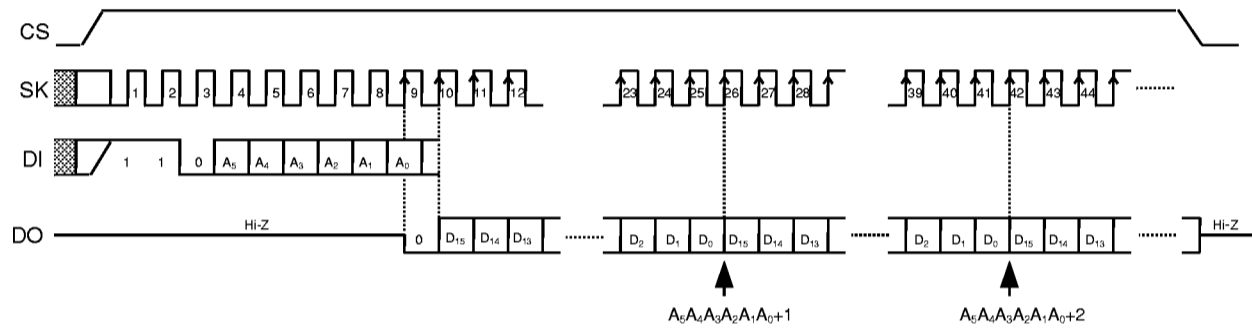 CS
SK 1 2 3 4 5 6 7 8 9 10 11 12 23 24 25 26 27 28 39 40 41 42 43 44
DI 1 1 0 A₅ A₄ A₃ A₂ A₁ A₀
DO Hi-Z 0 D₁₅ D₁₄ D₁₃ D₂ D₁ D₀ D₁₅ D₁₄ D₁₃ D₂ D₁ D₀ D₁₅ D₁₄ D₁₃ Hi-Z
A₅A₄A₃A₂A₁A₀+1 A₅A₄A₃A₂A₁A₀+2